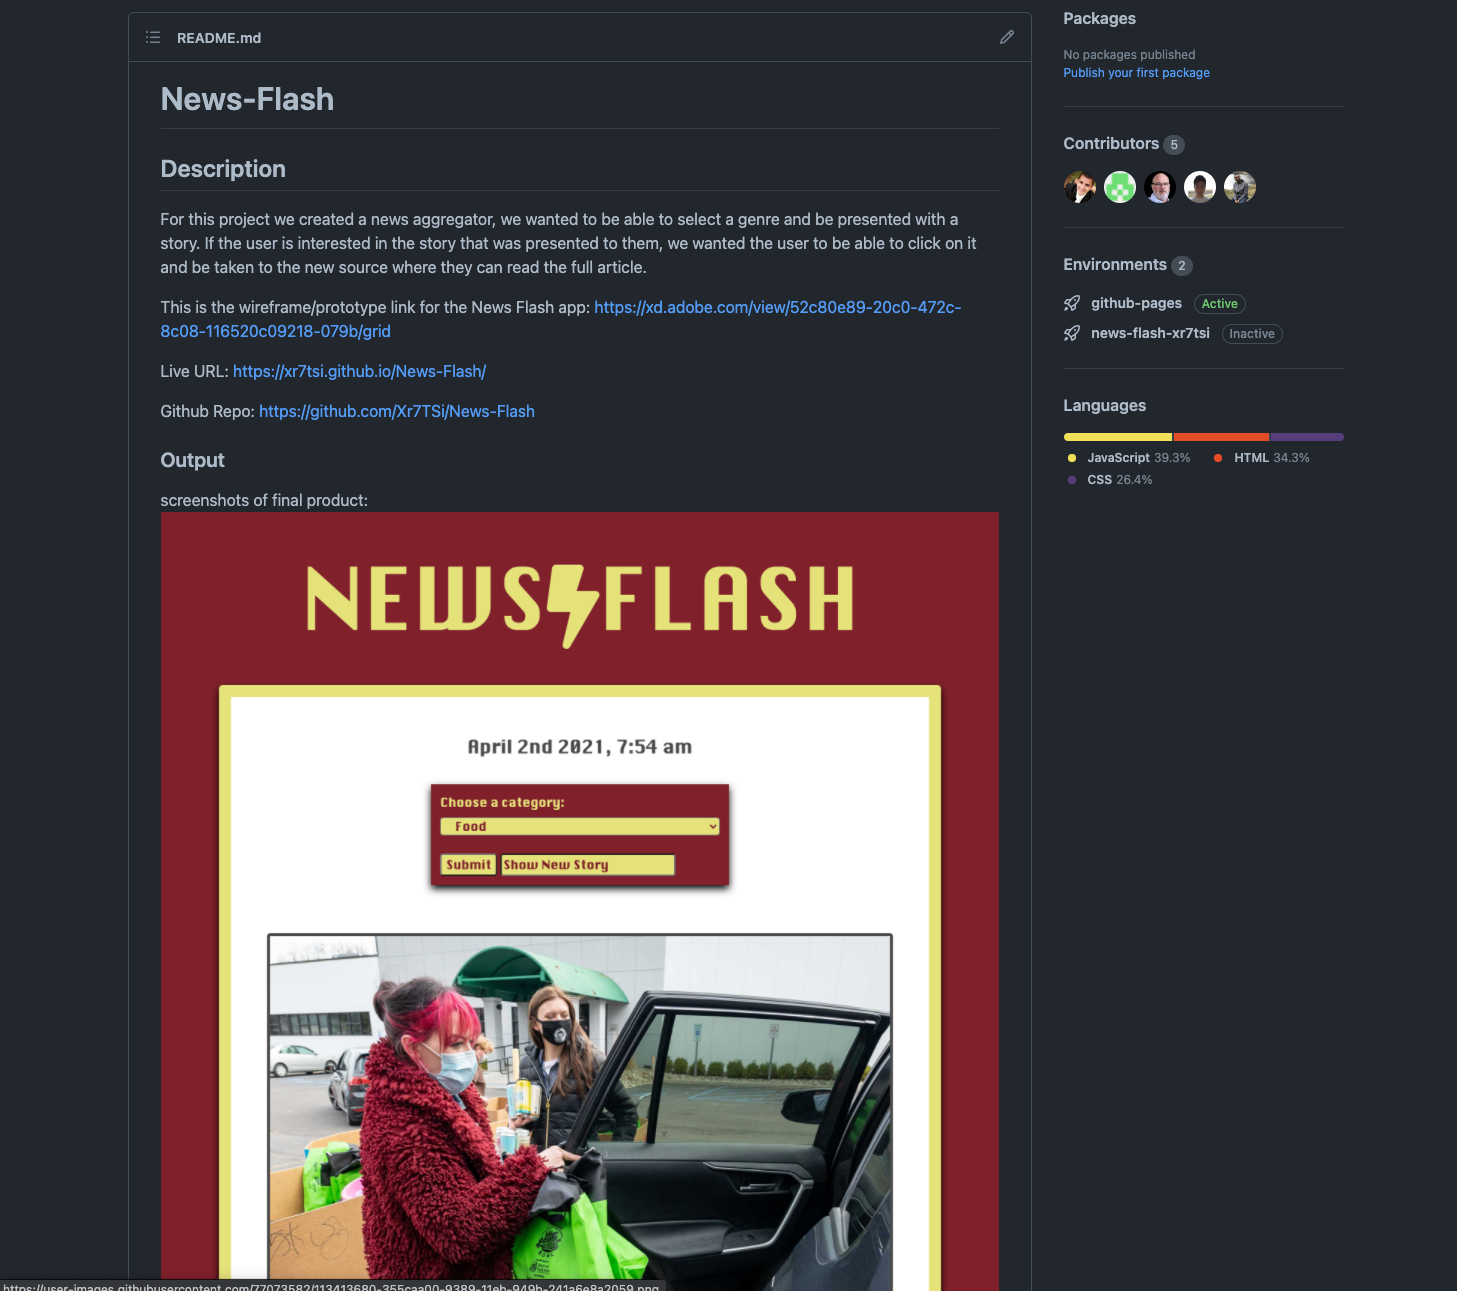 README.md
News-Flash
Description
For this project we created a news aggregator, we wanted to be able to select a genre and be presented with a
story. If the user is interested in the story that was presented to them, we wanted the user to be able to click on it
and be taken to the new source where they can read the full article.
This is the wireframe/prototype link for the News Flash app: https://xd.adobe.com/view/52c80e89-20c0-472c-
8c08-116520c09218-079b/grid
Live URL: https://xr7tsi.github.io/News-Flash/
Github Repo: https://github.com/Xr7TSi/News-Flash
Output
screenshots of final product:
NEWS FLASH
April 2nd 2021, 7:54 am
Choose a category:
Food
Submit Show New Story
Packages
No packages published
Publish your first package
Contributors 5
Environments 2
github-pages Active
news-flash-xr7tsi Inactive
Languages
JavaScript 39.3% HTML 34.3%
CSS 26.4%
https://user-images.githubusercontent.com/77073582/113413680-355caa00-9389-11eb-949b-241a6e8a2059.png